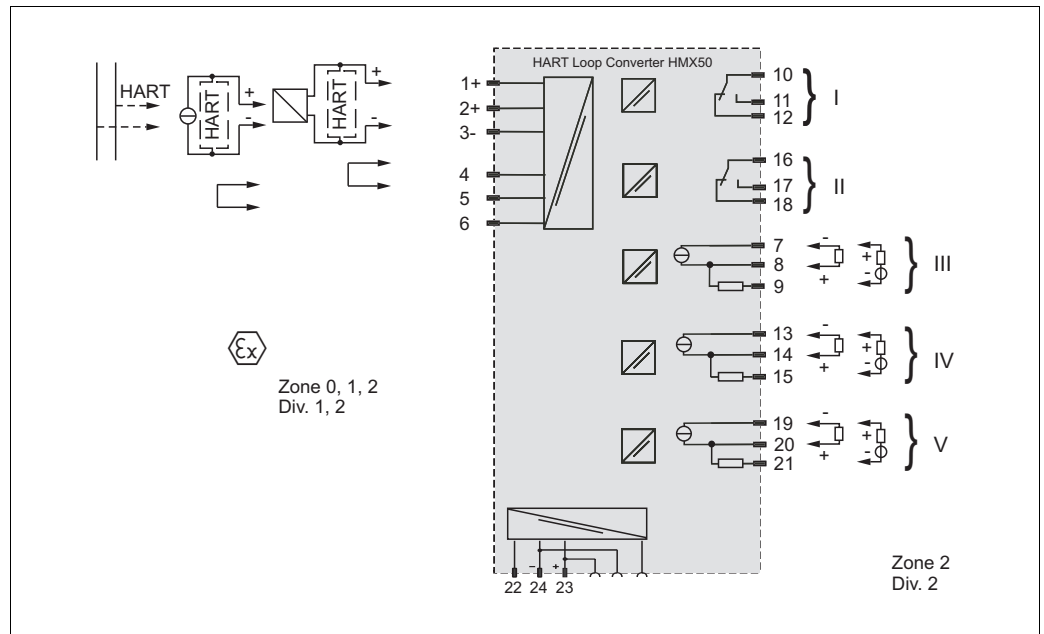 HART Loop Converter HMX50
HART
HART
HART
+
-
+
-
1+
2+
3-
4
5
6
10
11
12
I
16
17
18
II
7
8
9
-
+
+
-
III
13
14
15
-
+
+
-
IV
19
20
21
-
+
+
-
V
Ex
Zone 0, 1, 2
Div. 1, 2
- +
22 24 23
Zone 2
Div. 2